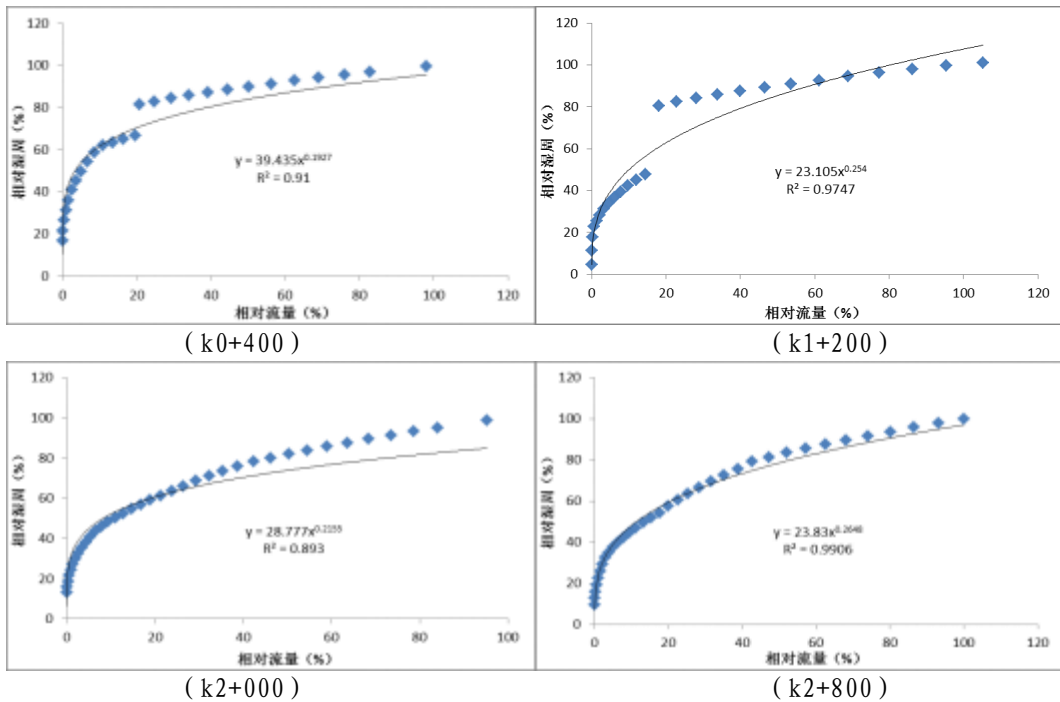 120
100
80
60
40
20
0
相对湿周（%）
y = 39.435x^0.1927
R² = 0.91
0 20 40 60 80 100 120
相对流量（%）
（k0+400）
120
100
80
60
40
20
0
相对湿周（%）
y = 23.105x^0.254
R² = 0.9747
0 20 40 60 80 100 120
相对流量（%）
（k1+200）
120
100
80
60
40
20
0
相对湿周（%）
y = 28.777x^0.2155
R² = 0.893
0 20 40 60 80 100
相对流量（%）
（k2+000）
120
100
80
60
40
20
0
相对湿周（%）
y = 23.83x^0.2648
R² = 0.9906
0 20 40 60 80 100 120
相对流量（%）
（k2+800）